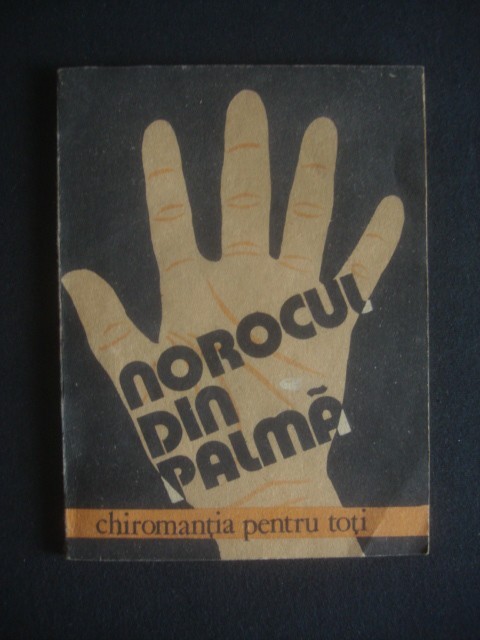 NOROCUL
DIN
PALMĂ
chiromanția pentru toți